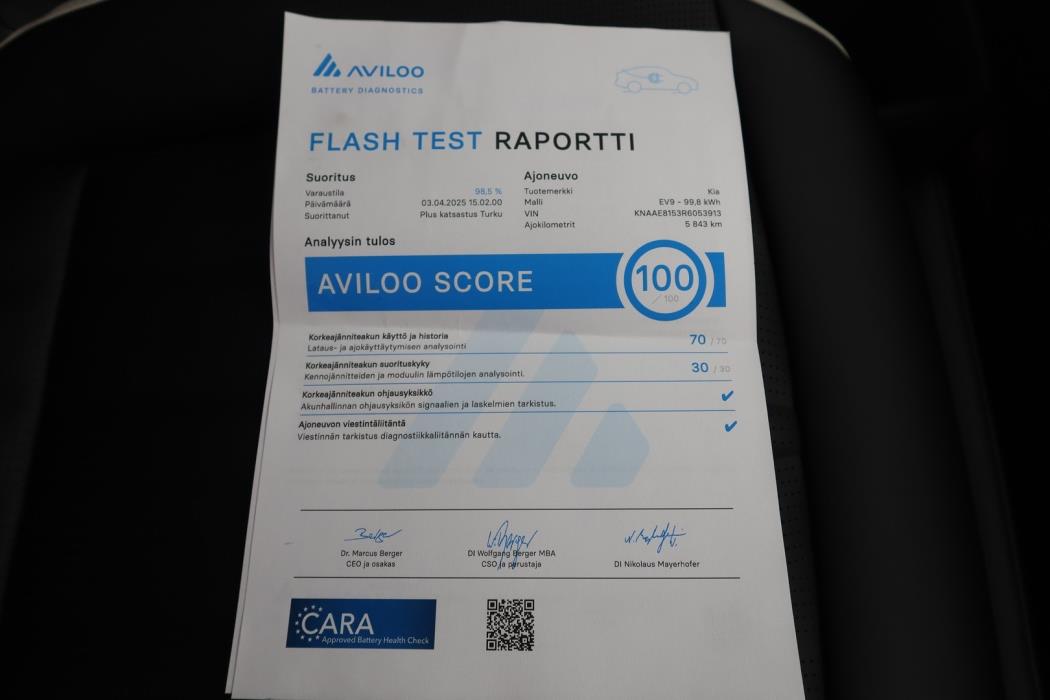 AVILOO
BATTERY DIAGNOSTICS
FLASH TEST RAPORTTI
Suoritus
Varaustila 98,5 %
Päivämäärä 03.04.2025 15.02.00
Suorittanut Plus katsastus Turku
Ajoneuvo
Tuotemerkki Kia
Malli EV9 - 99,8 kWh
VIN KNAAE8153R6053913
Ajokilometrit 5 843 km
Analyysin tulos
AVILOO SCORE 100
/ 100
Korkeajänniteakun käyttö ja historia 70 / 70
Lataus- ja ajokäyttäytymisen analysointi
Korkeajänniteakun suorituskyky 30 / 30
Kennojännitteiden ja moduulin lämpötilojen analysointi.
Korkeajänniteakun ohjausyksikkö ✔
Akunhallinnan ohjausyksikön signaalien ja laskelmien tarkistus.
Ajoneuvon viestintäliitäntä ✔
Viestinnän tarkistus diagnostiikkaliitännän kautta.
Dr. Marcus Berger
CEO ja osakas
DI Wolfgang Berger MBA
CSO ja perustaja
DI Nikolaus Mayerhofer
CARA
Approved Battery Health Check